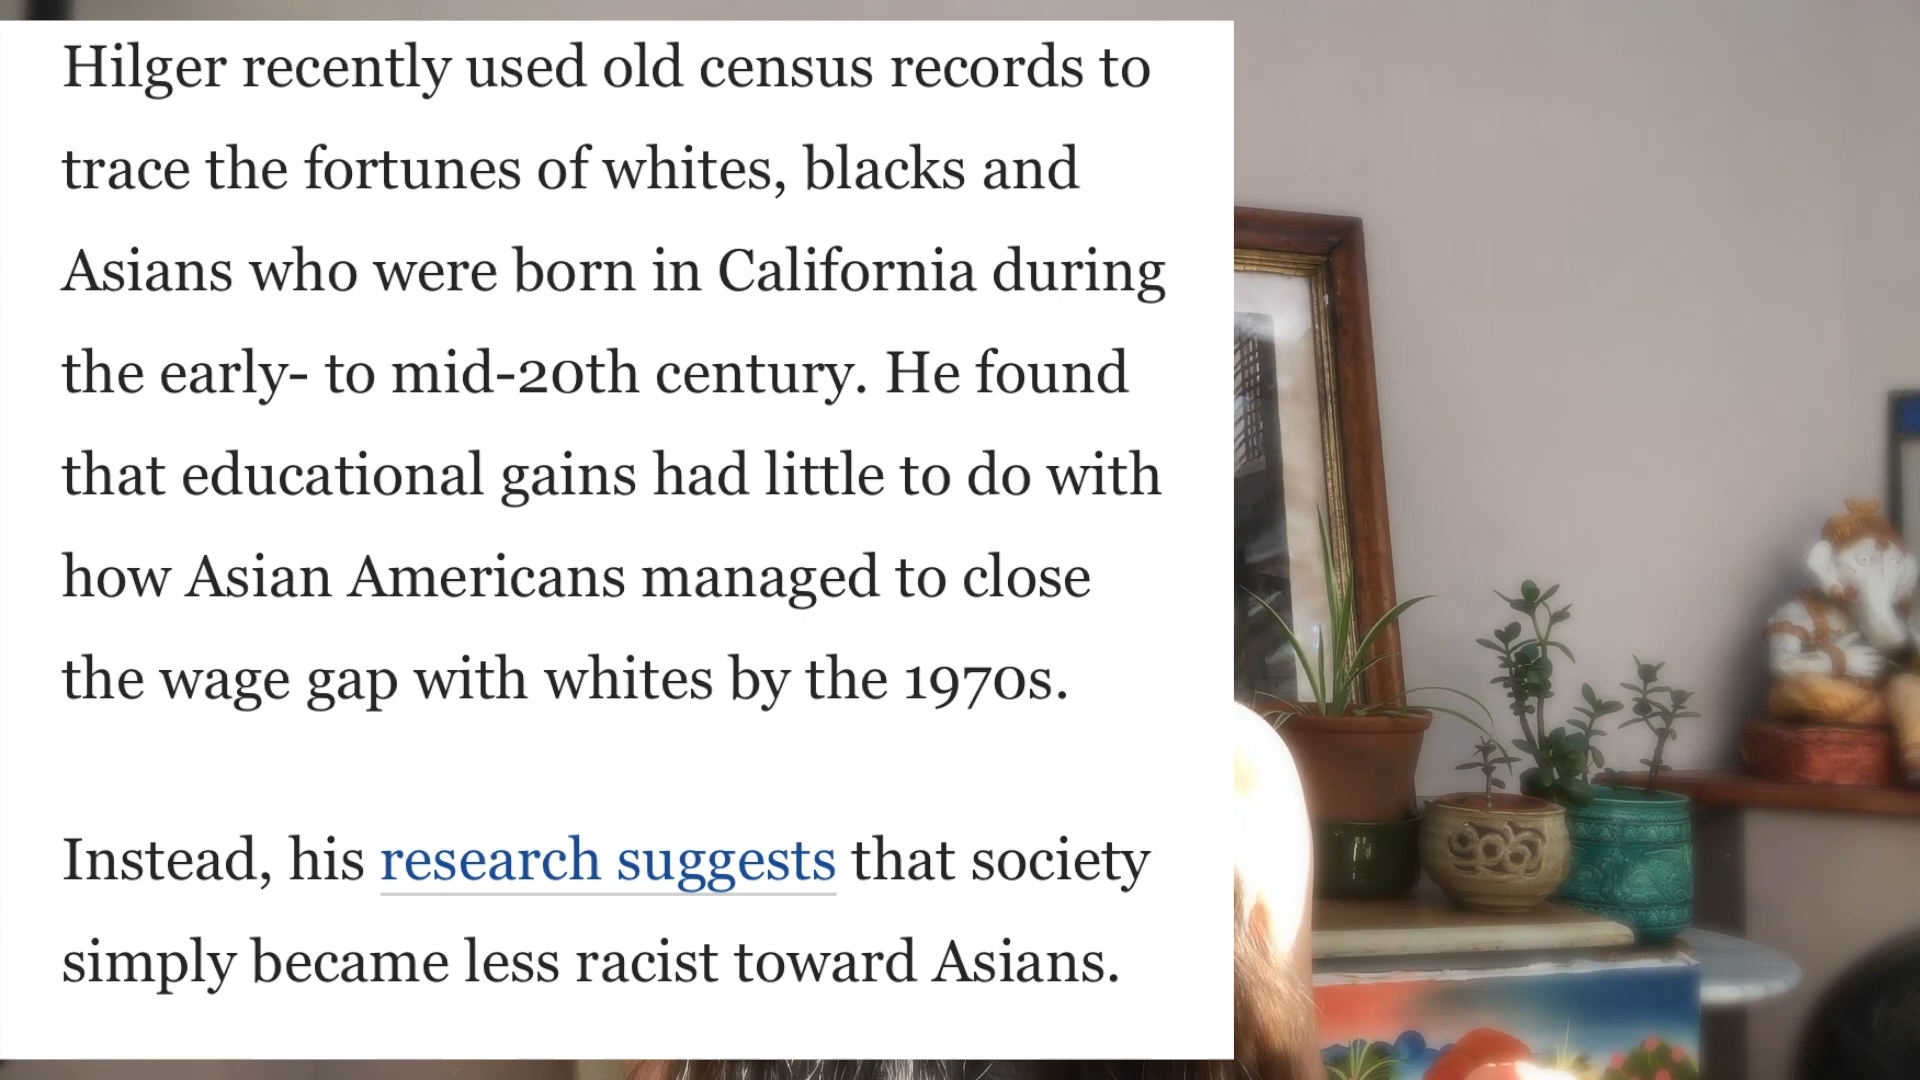 Hilger recently used old census records to
trace the fortunes of whites, blacks and
Asians who were born in California during
the early- to mid-20th century. He found
that educational gains had little to do with
how Asian Americans managed to close
the wage gap with whites by the 1970s.
Instead, his research suggests that society
simply became less racist toward Asians.